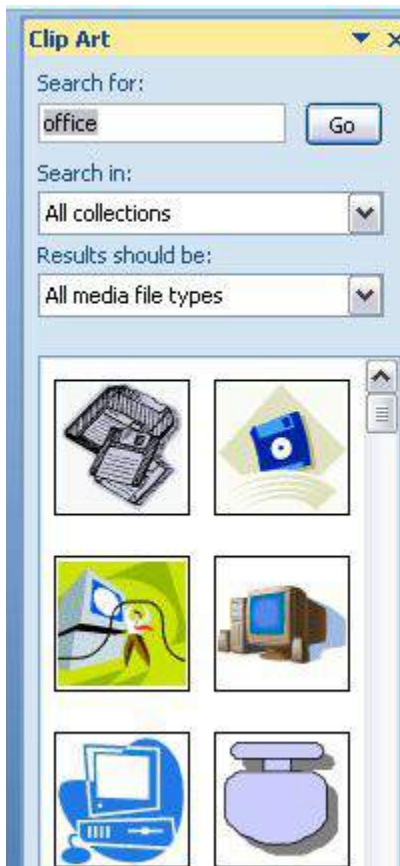 Clip Art
Search for:
office
Go
Search in:
All collections
Results should be:
All media file types